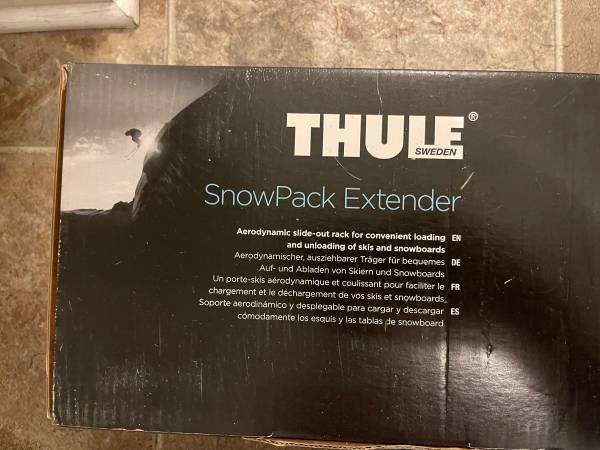 THULE®
SWEDEN
SnowPack Extender
Aerodynamic slide-out rack for convenient loading EN
and unloading of skis and snowboards
Aerodynamischer, ausziehbarer Träger für bequemes DE
Auf- und Abladen von Skiern und Snowboards
Un porte-skis aérodynamique et coulissant pour faciliter le FR
chargement et le déchargement de vos skis et snowboards,
Soporte aerodinámico y desplegable para cargar y descargar ES
cómodamente los esquís y las tablas de snowboard